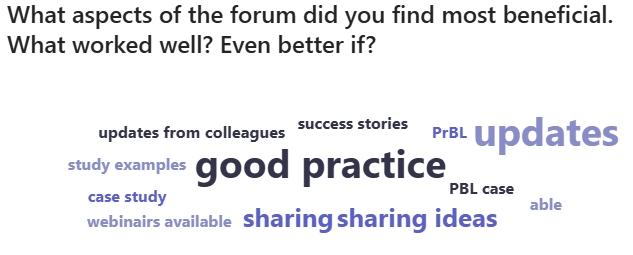 What aspects of the forum did you find most beneficial.
What worked well? Even better if?
updates from colleagues
success stories
PrBL
updates
study examples
good practice
case study
PBL case
able
webinairs available
sharing
sharing ideas